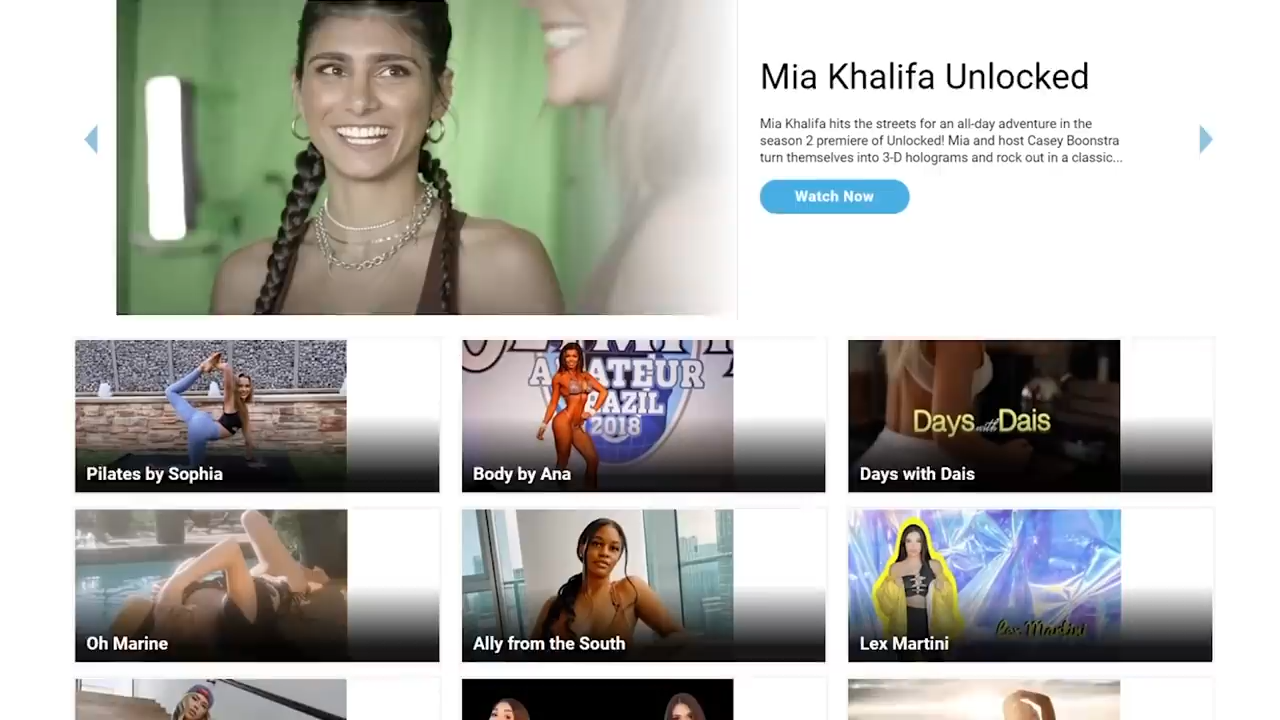 Mia Khalifa Unlocked
Mia Khalifa hits the streets for an all-day adventure in the
season 2 premiere of Unlocked! Mia and host Casey Boonstra
turn themselves into 3-D holograms and rock out in a classic...
Watch Now
AMATEUR
BRAZIL
2018
Days with Dais
Pilates by Sophia
Body by Ana
Days with Dais
Lex Martini
Oh Marine
Ally from the South
Lex Martini